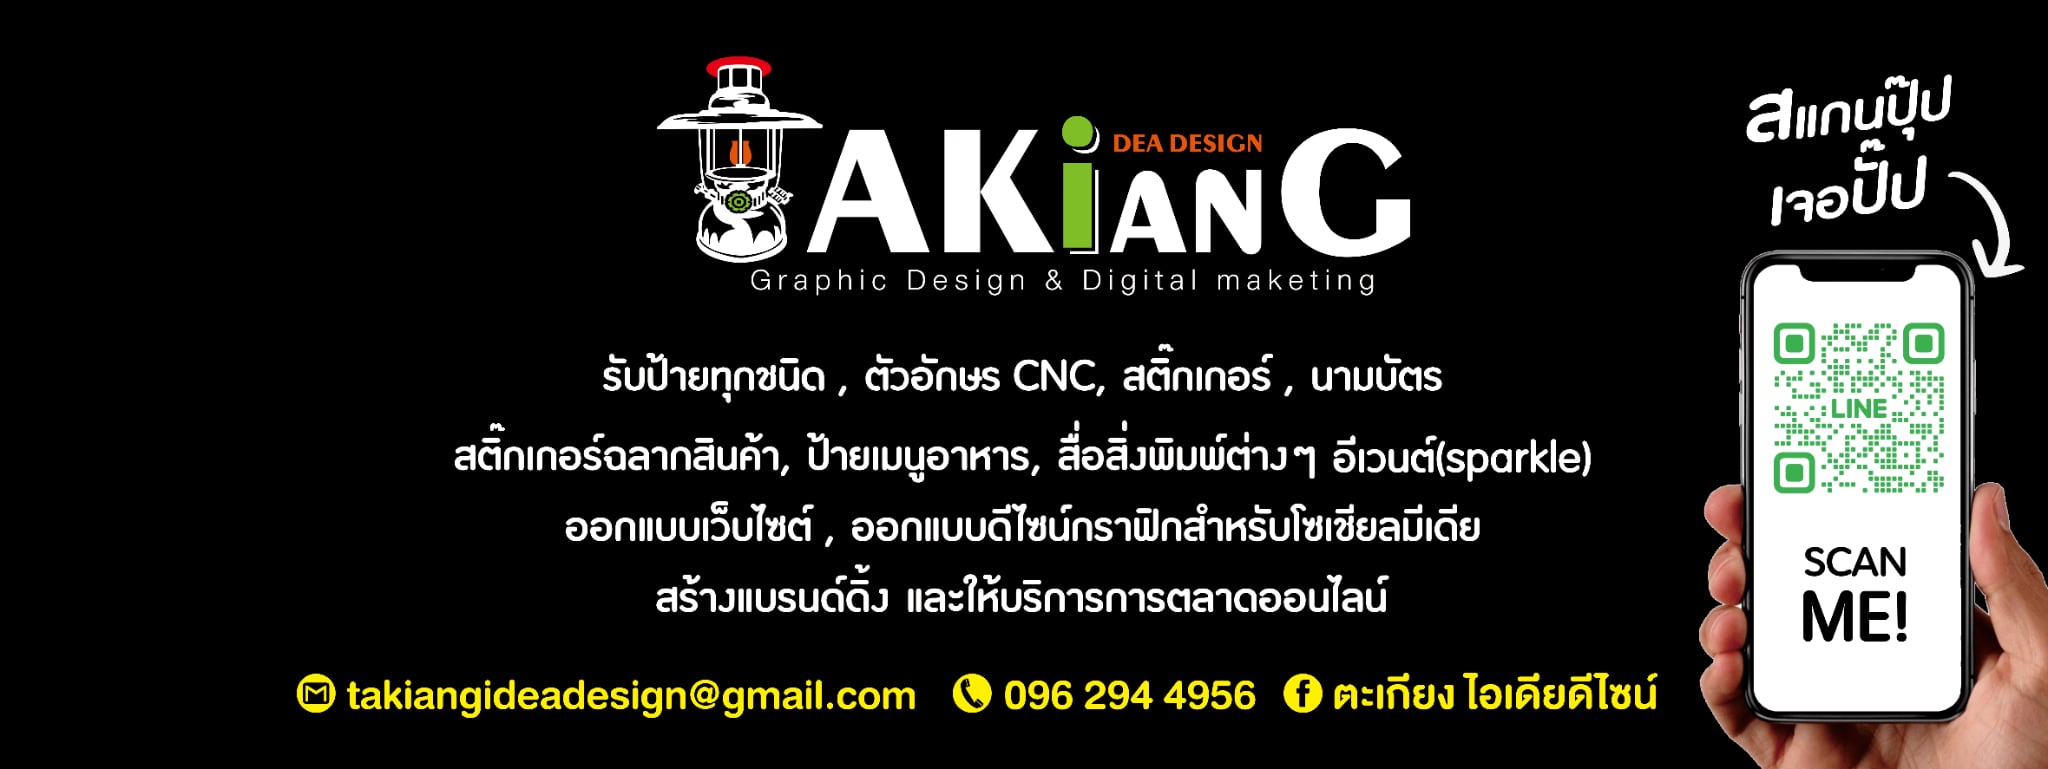 TAKiANG
iDEA DESIGN
Graphic Design & Digital maketing
รับป้ายทุกชนิด , ตัวอักษร CNC, สติ๊กเกอร์ , นามบัตร
สติ๊กเกอร์ฉลากสินค้า, ป้ายเมนูอาหาร, สื่อสิ่งพิมพ์ต่างๆ อีเวนต์(sparkle)
ออกแบบเว็บไซต์ , ออกแบบดีไซน์กราฟิกสำหรับโซเชียลมีเดีย
สร้างแบรนด์ดิ้ง และให้บริการการตลาดออนไลน์
takiangideadesign@gmail.com 096 294 4956 ตะเกียง ไอเดียดีไซน์
สแกนปุ๊ป
เจอปั๊ป
LINE
SCAN
ME!